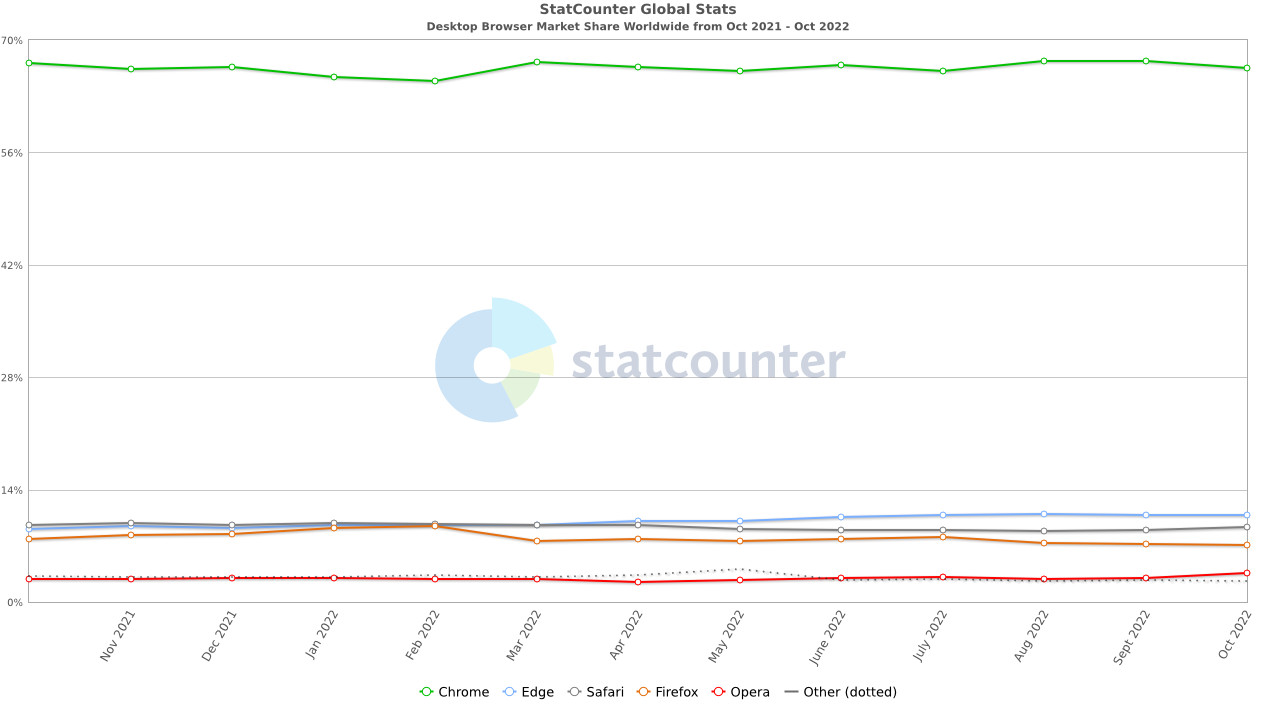 StatCounter Global Stats
Desktop Browser Market Share Worldwide from Oct 2021 - Oct 2022
70%
56%
42%
statcounter
28%
14%
0%
Nov 2021
Dec 2021
Jan 2022
Feb 2022
Mar 2022
Apr 2022
May 2022
June 2022
July 2022
Aug 2022
Sept 2022
Oct 2022
Chrome Edge Safari Firefox Opera Other (dotted)